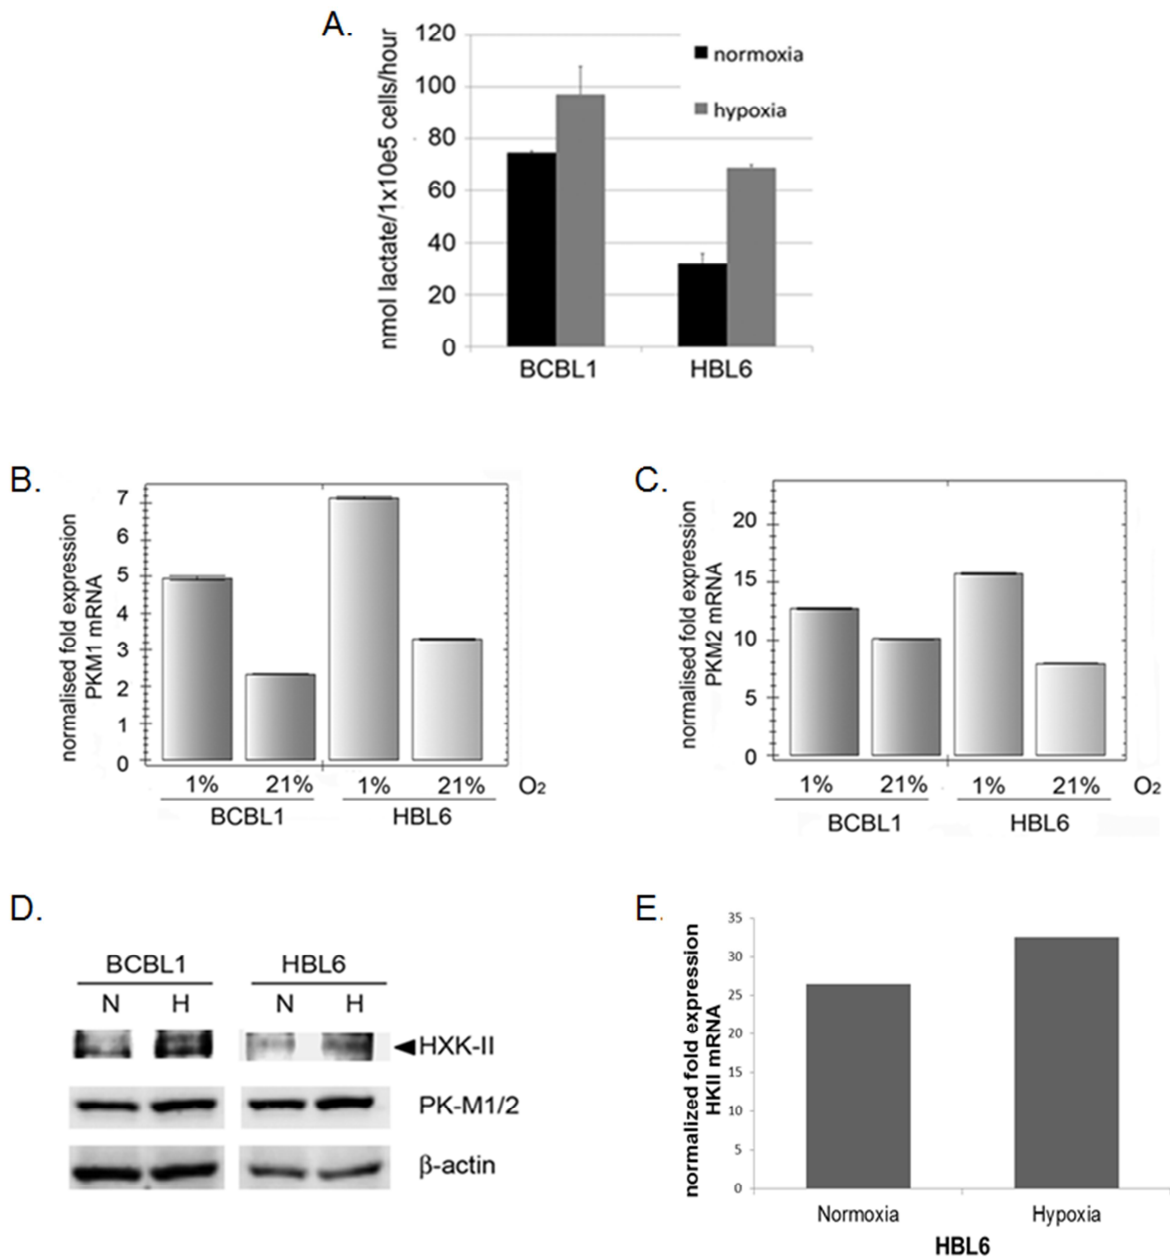 A.
nmol lactate/1x10e5 cells/hour
120
100
80
60
40
20
0
normoxia
hypoxia
BCBL1 HBL6
B.
normalised fold expression
PKM1 mRNA
7
6
5
4
3
2
1
0
1% 21% 1% 21% O2
BCBL1 HBL6
C.
normalised fold expression
PKM2 mRNA
20
15
10
5
0
1% 21% 1% 21% O2
BCBL1 HBL6
D.
BCBL1 HBL6
N H N H
HXK-II
PK-M1/2
β-actin
E.
normalized fold expression
HKII mRNA
35
30
25
20
15
10
5
0
Normoxia Hypoxia
HBL6